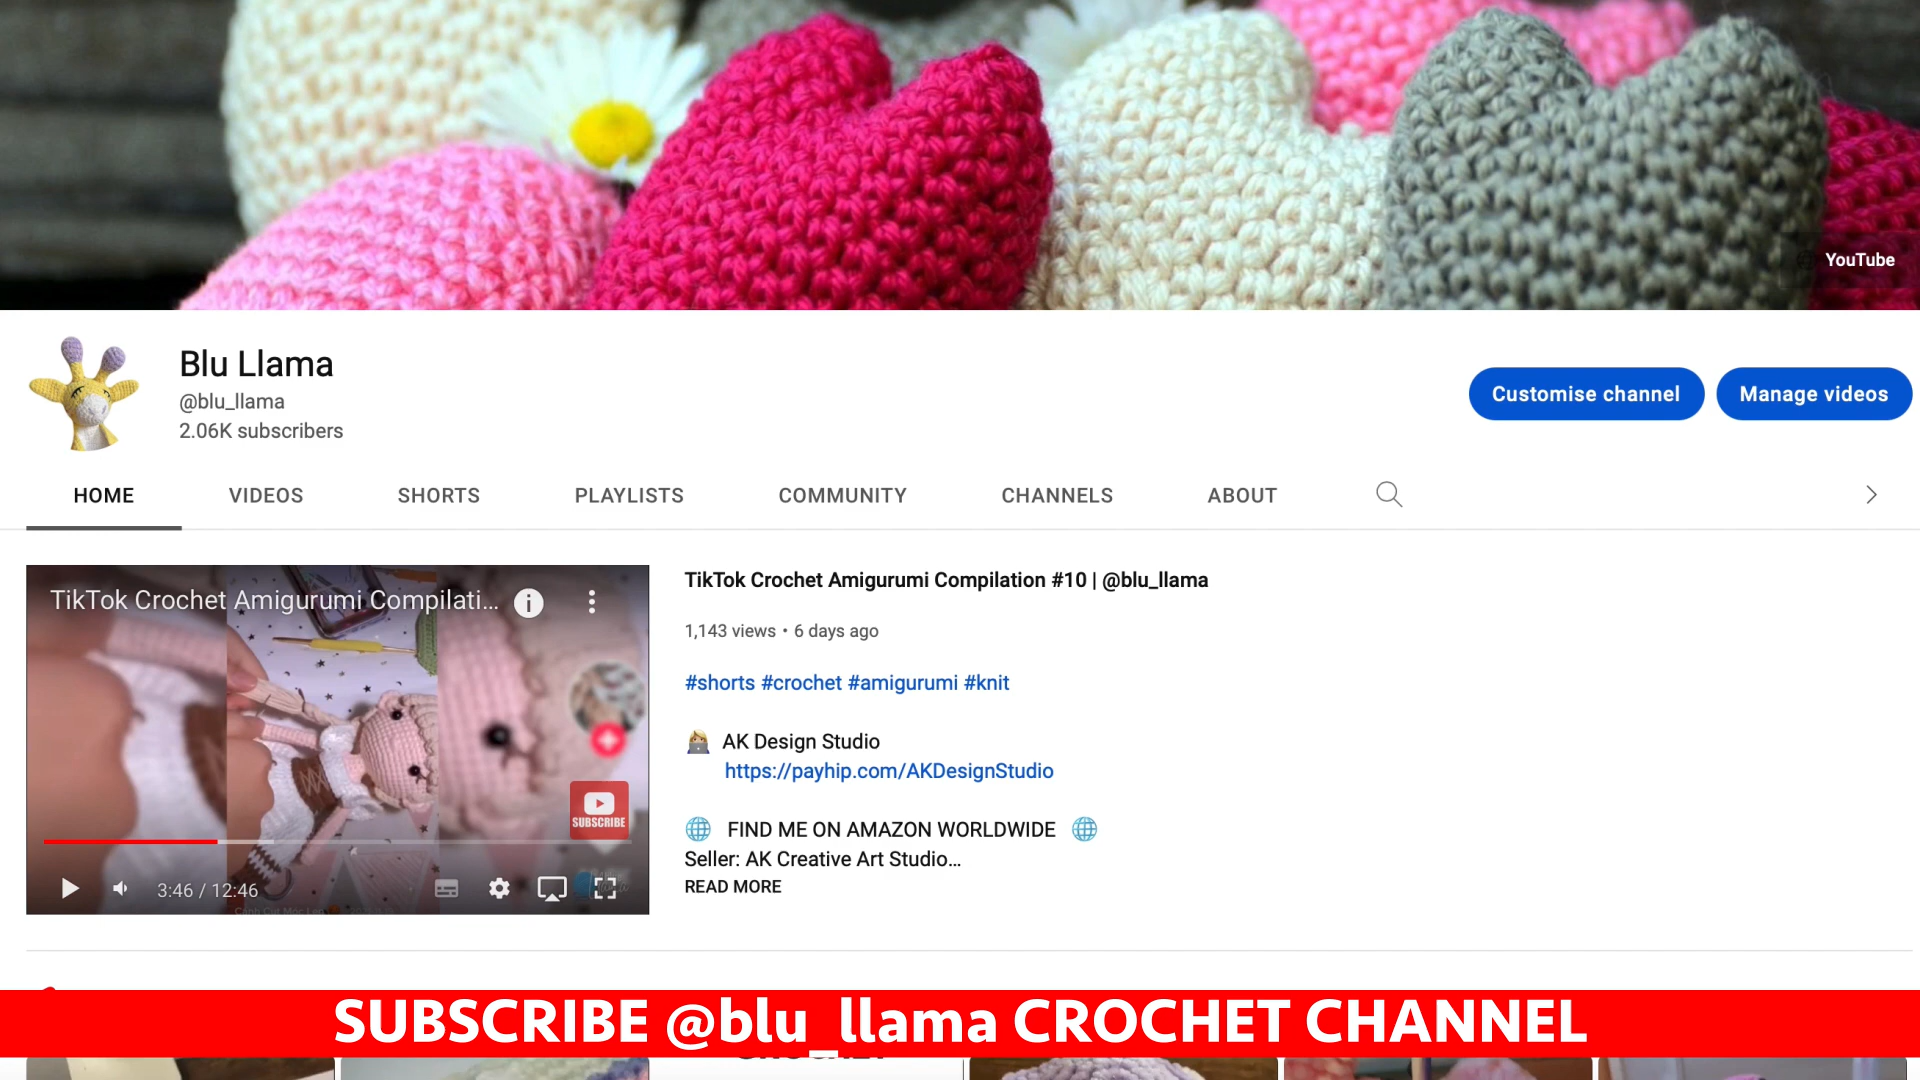 YouTube
Blu Llama
@blu_llama
2.06K subscribers
Customise channel
Manage videos
HOME
VIDEOS
SHORTS
PLAYLISTS
COMMUNITY
CHANNELS
ABOUT
TikTok Crochet Amigurumi Compilati...
SUBSCRIBE
3:46 / 12:46
TikTok Crochet Amigurumi Compilation #10 | @blu_llama
1,143 views • 6 days ago
#shorts #crochet #amigurumi #knit
AK Design Studio
https://payhip.com/AKDesignStudio
FIND ME ON AMAZON WORLDWIDE
Seller: AK Creative Art Studio...
READ MORE
SUBSCRIBE @blu_llama CROCHET CHANNEL